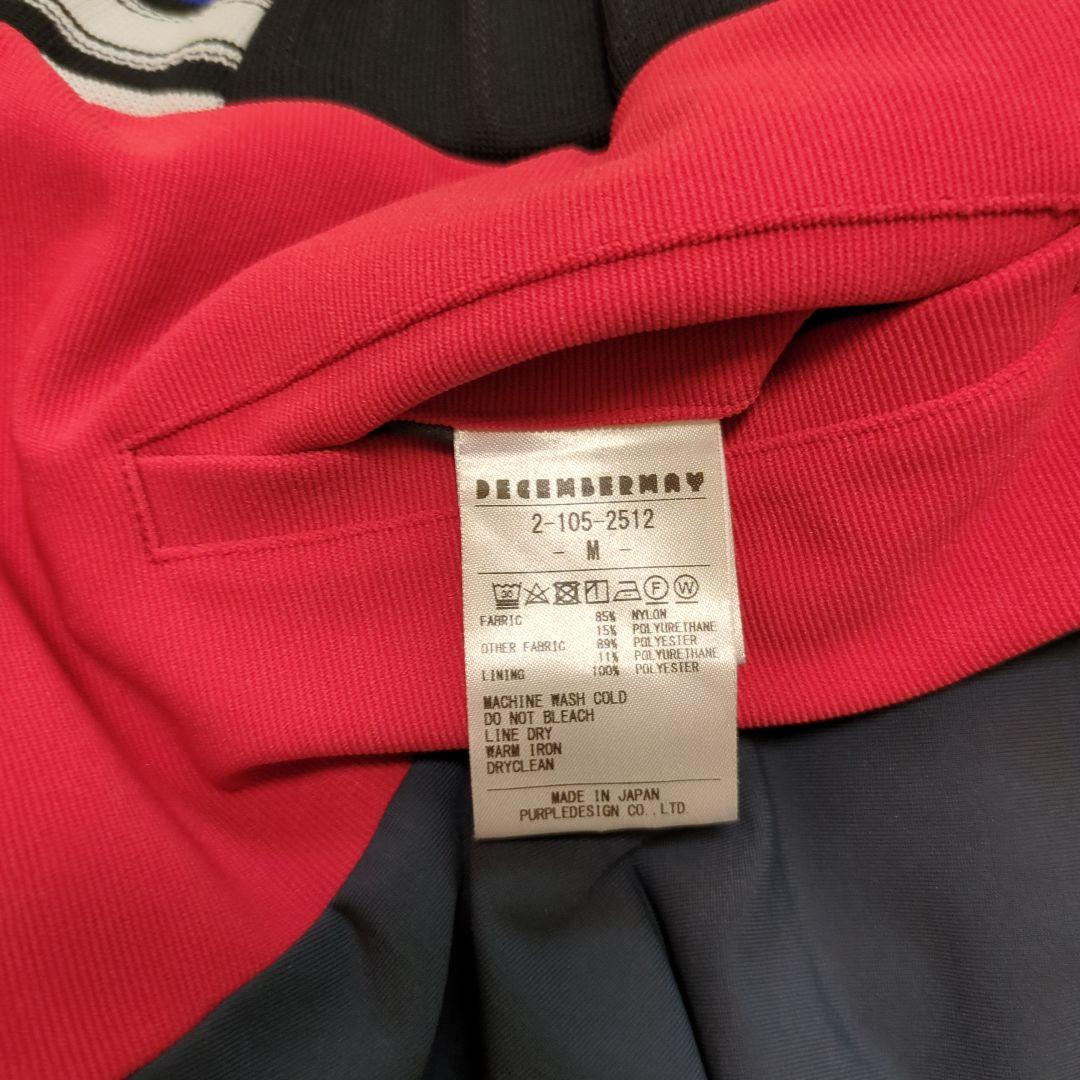 DECEMBERMAY
2-105-2512
- M -
30 F W
FABRIC 85% NYLON
15% POLYURETHANE
OTHER FABRIC 89% POLYESTER
11% POLYURETHANE
LINING 100% POLYESTER
MACHINE WASH COLD
DO NOT BLEACH
LINE DRY
WARM IRON
DRYCLEAN
MADE IN JAPAN
PURPLEDESIGN CO.,LTD.